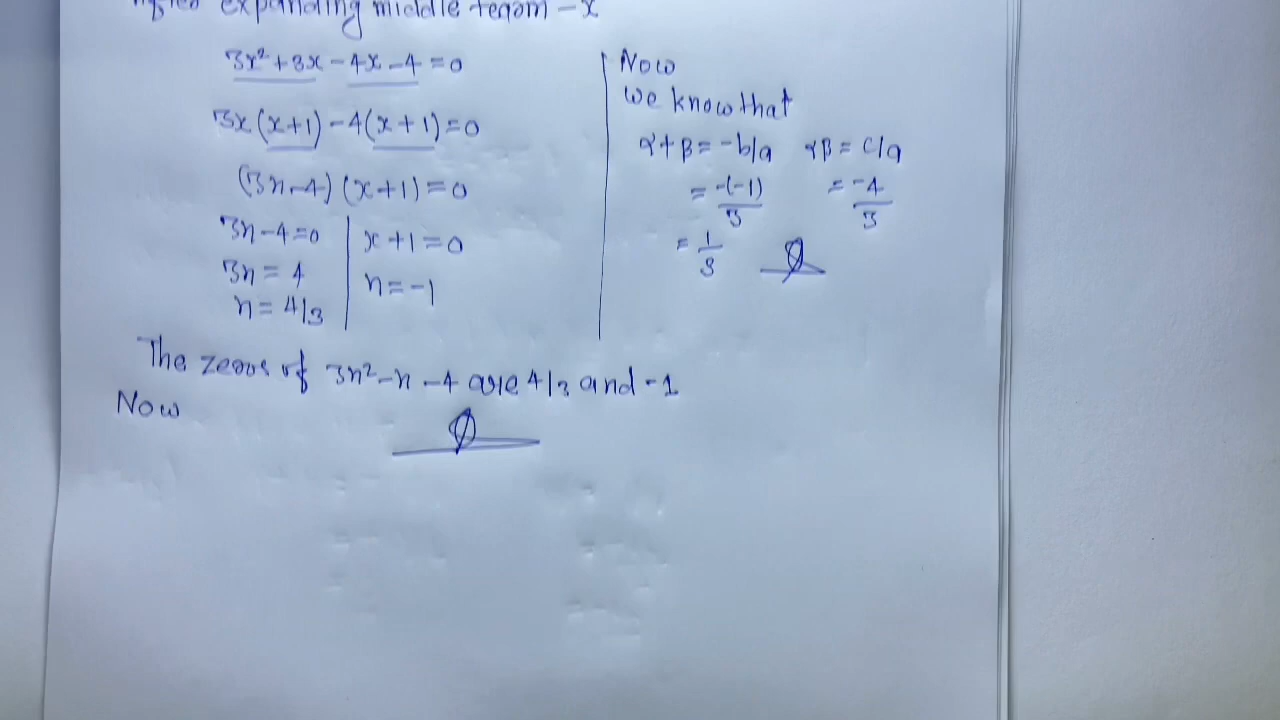 expanding middle teqom - x
3x² + 3x - 4x - 4 = 0
3x(x+1) - 4(x+1) = 0
(3x-4) (x+1) = 0
3x - 4 = 0
3x = 4
x = 4/3
x + 1 = 0
x = -1
The zeros of 3x² - x - 4 are 4/3 and -1
Now
Now
we know that
α + β = -b/a αβ = c/a
= -(-1)/3 = -4/3
= 1/3